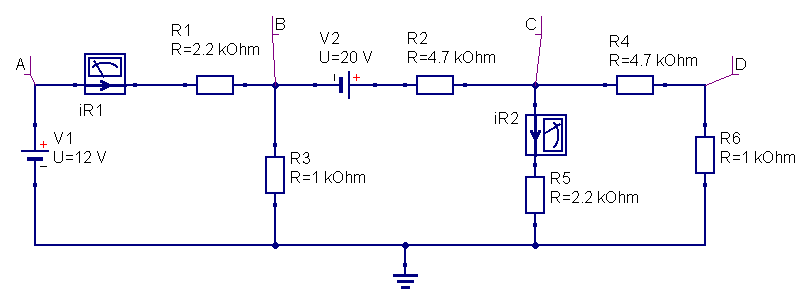 A
iR1
R1
R=2.2 kOhm
B
V2
U=20 V
R2
R=4.7 kOhm
C
R4
R=4.7 kOhm
D
V1
U=12 V
R3
R=1 kOhm
iR2
R5
R=2.2 kOhm
R6
R=1 kOhm